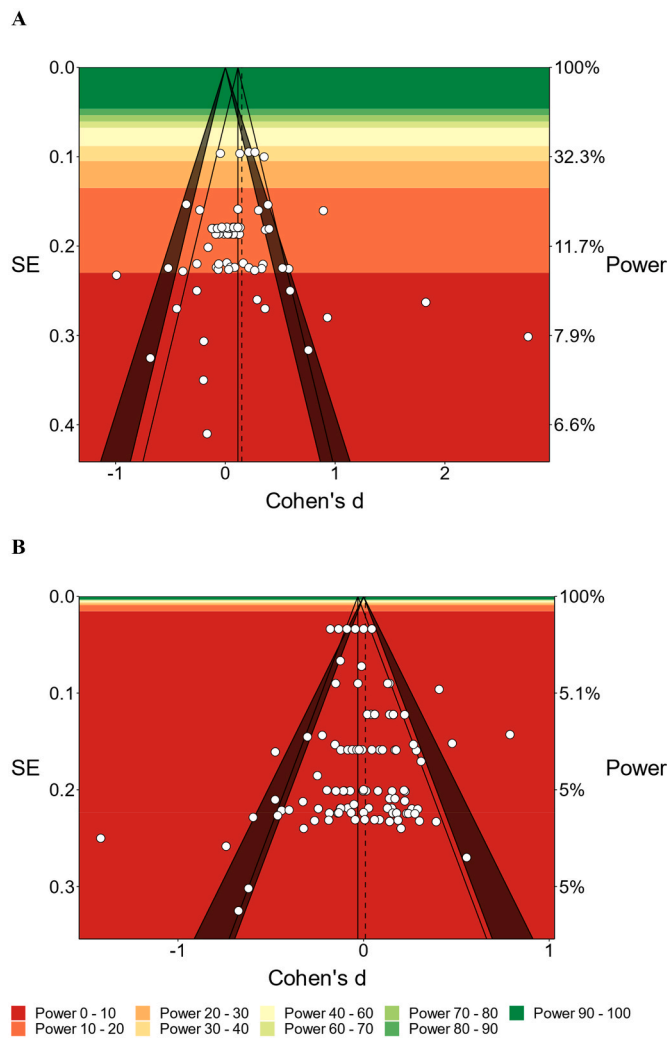 A
0.0 100%
0.1 32.3%
0.2 11.7%
SE Power
0.3 7.9%
0.4 6.6%
-1 0 1 2
Cohen's d
B
0.0 100%
0.1 5.1%
SE Power
0.2 5%
0.3 5%
-1 0 1
Cohen's d
Power 0 - 10 Power 20 - 30 Power 40 - 60 Power 70 - 80 Power 90 - 100
Power 10 - 20 Power 30 - 40 Power 60 - 70 Power 80 - 90